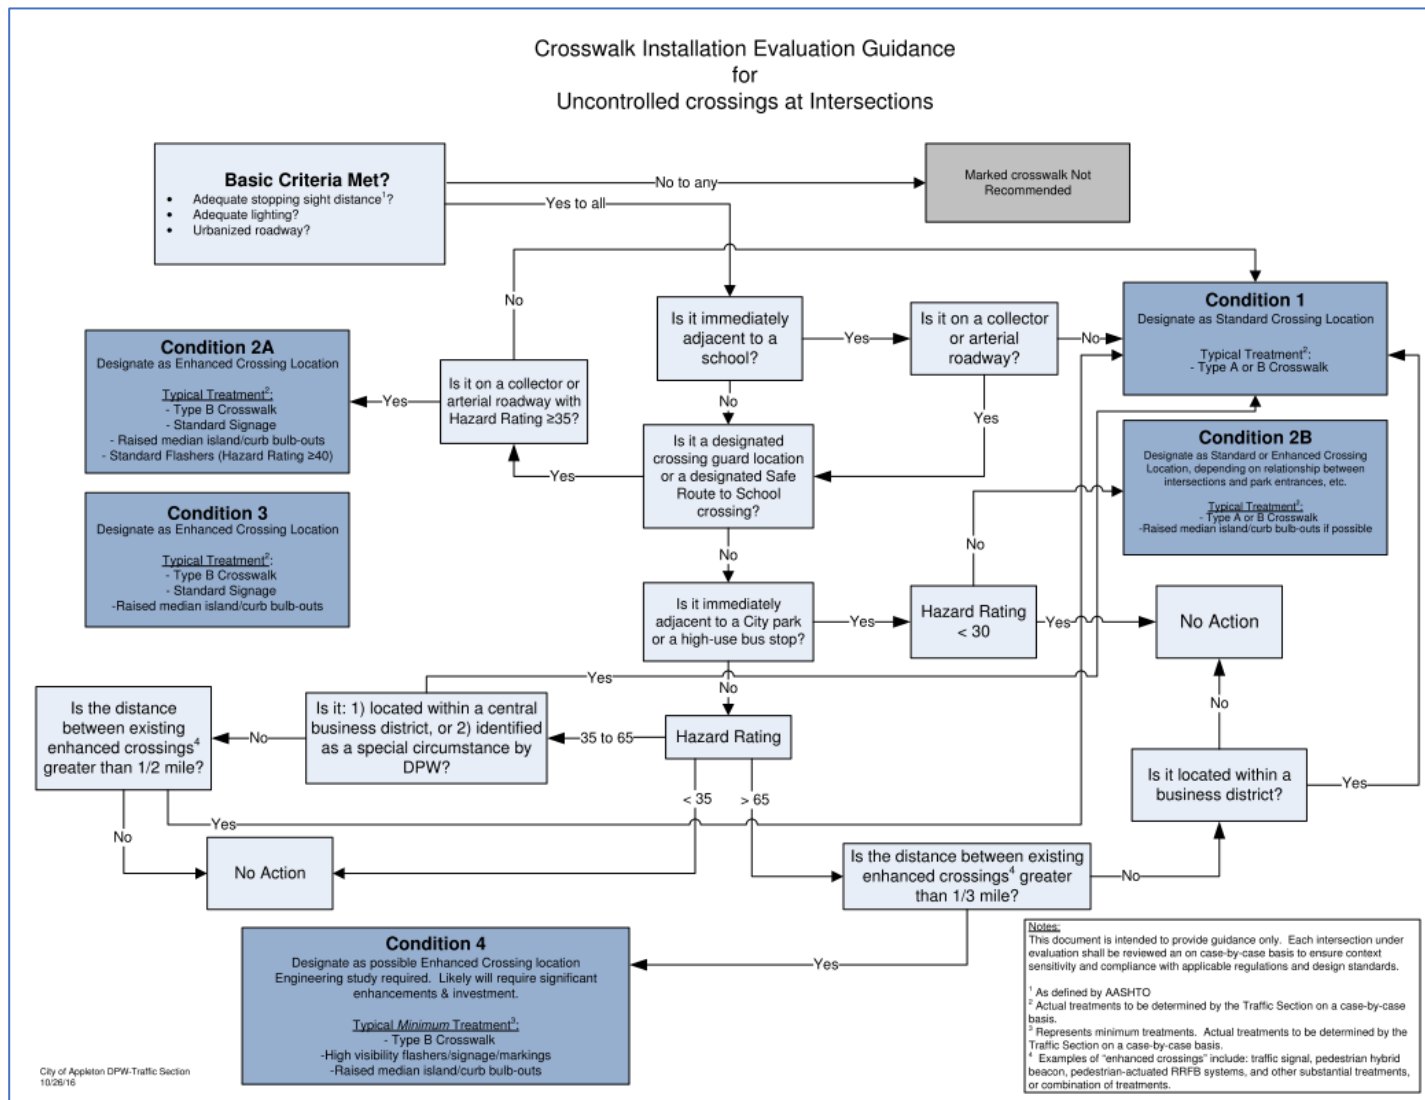 Crosswalk Installation Evaluation Guidance
for
Uncontrolled crossings at Intersections
Basic Criteria Met?
• Adequate stopping sight distance¹?
• Adequate lighting?
• Urbanized roadway?
No to any
Yes to all
Marked crosswalk Not
Recommended
No
Is it immediately
adjacent to a
school?
Yes
Is it on a collector
or arterial
roadway?
No
Condition 1
Designate as Standard Crossing Location
Typical Treatment²:
- Type A or B Crosswalk
Condition 2A
Designate as Enhanced Crossing Location
Typical Treatment²:
- Type B Crosswalk
- Standard Signage
- Raised median island/curb bulb-outs
- Standard Flashers (Hazard Rating ≥40)
Yes
Is it on a collector or
arterial roadway with
Hazard Rating ≥35?
No
Yes
Yes
Is it a designated
crossing guard location
or a designated Safe
Route to School
crossing?
Condition 2B
Designate as Standard or Enhanced Crossing
Location, depending on relationship between
intersections and park entrances, etc.
Typical Treatment²:
- Type A or B Crosswalk
-Raised median island/curb bulb-outs if possible
Condition 3
Designate as Enhanced Crossing Location
Typical Treatment²:
- Type B Crosswalk
- Standard Signage
-Raised median island/curb bulb-outs
No
No
Is it immediately
adjacent to a City park
or a high-use bus stop?
Yes
Hazard Rating
< 30
Yes
No Action
Yes
No
No
Is the distance
between existing
enhanced crossings⁴
greater than 1/2 mile?
No
Is it: 1) located within a central
business district, or 2) identified
as a special circumstance by
DPW?
35 to 65
Hazard Rating
Is it located within a
business district?
Yes
< 35
> 65
No
Yes
No Action
Is the distance between existing
enhanced crossings⁴ greater
than 1/3 mile?
No
Condition 4
Designate as possible Enhanced Crossing location
Engineering study required. Likely will require significant
enhancements & investment.
Typical Minimum Treatment³:
- Type B Crosswalk
-High visibility flashers/signage/markings
-Raised median island/curb bulb-outs
Yes
Notes:
This document is intended to provide guidance only. Each intersection under
evaluation shall be reviewed an on case-by-case basis to ensure context
sensitivity and compliance with applicable regulations and design standards.
¹ As defined by AASHTO
² Actual treatments to be determined by the Traffic Section on a case-by-case
basis.
³ Represents minimum treatments. Actual treatments to be determined by the
Traffic Section on a case-by-case basis.
⁴ Examples of “enhanced crossings” include: traffic signal, pedestrian hybrid
beacon, pedestrian-actuated RRFB systems, and other substantial treatments,
or combination of treatments.
City of Appleton DPW-Traffic Section
10/26/16